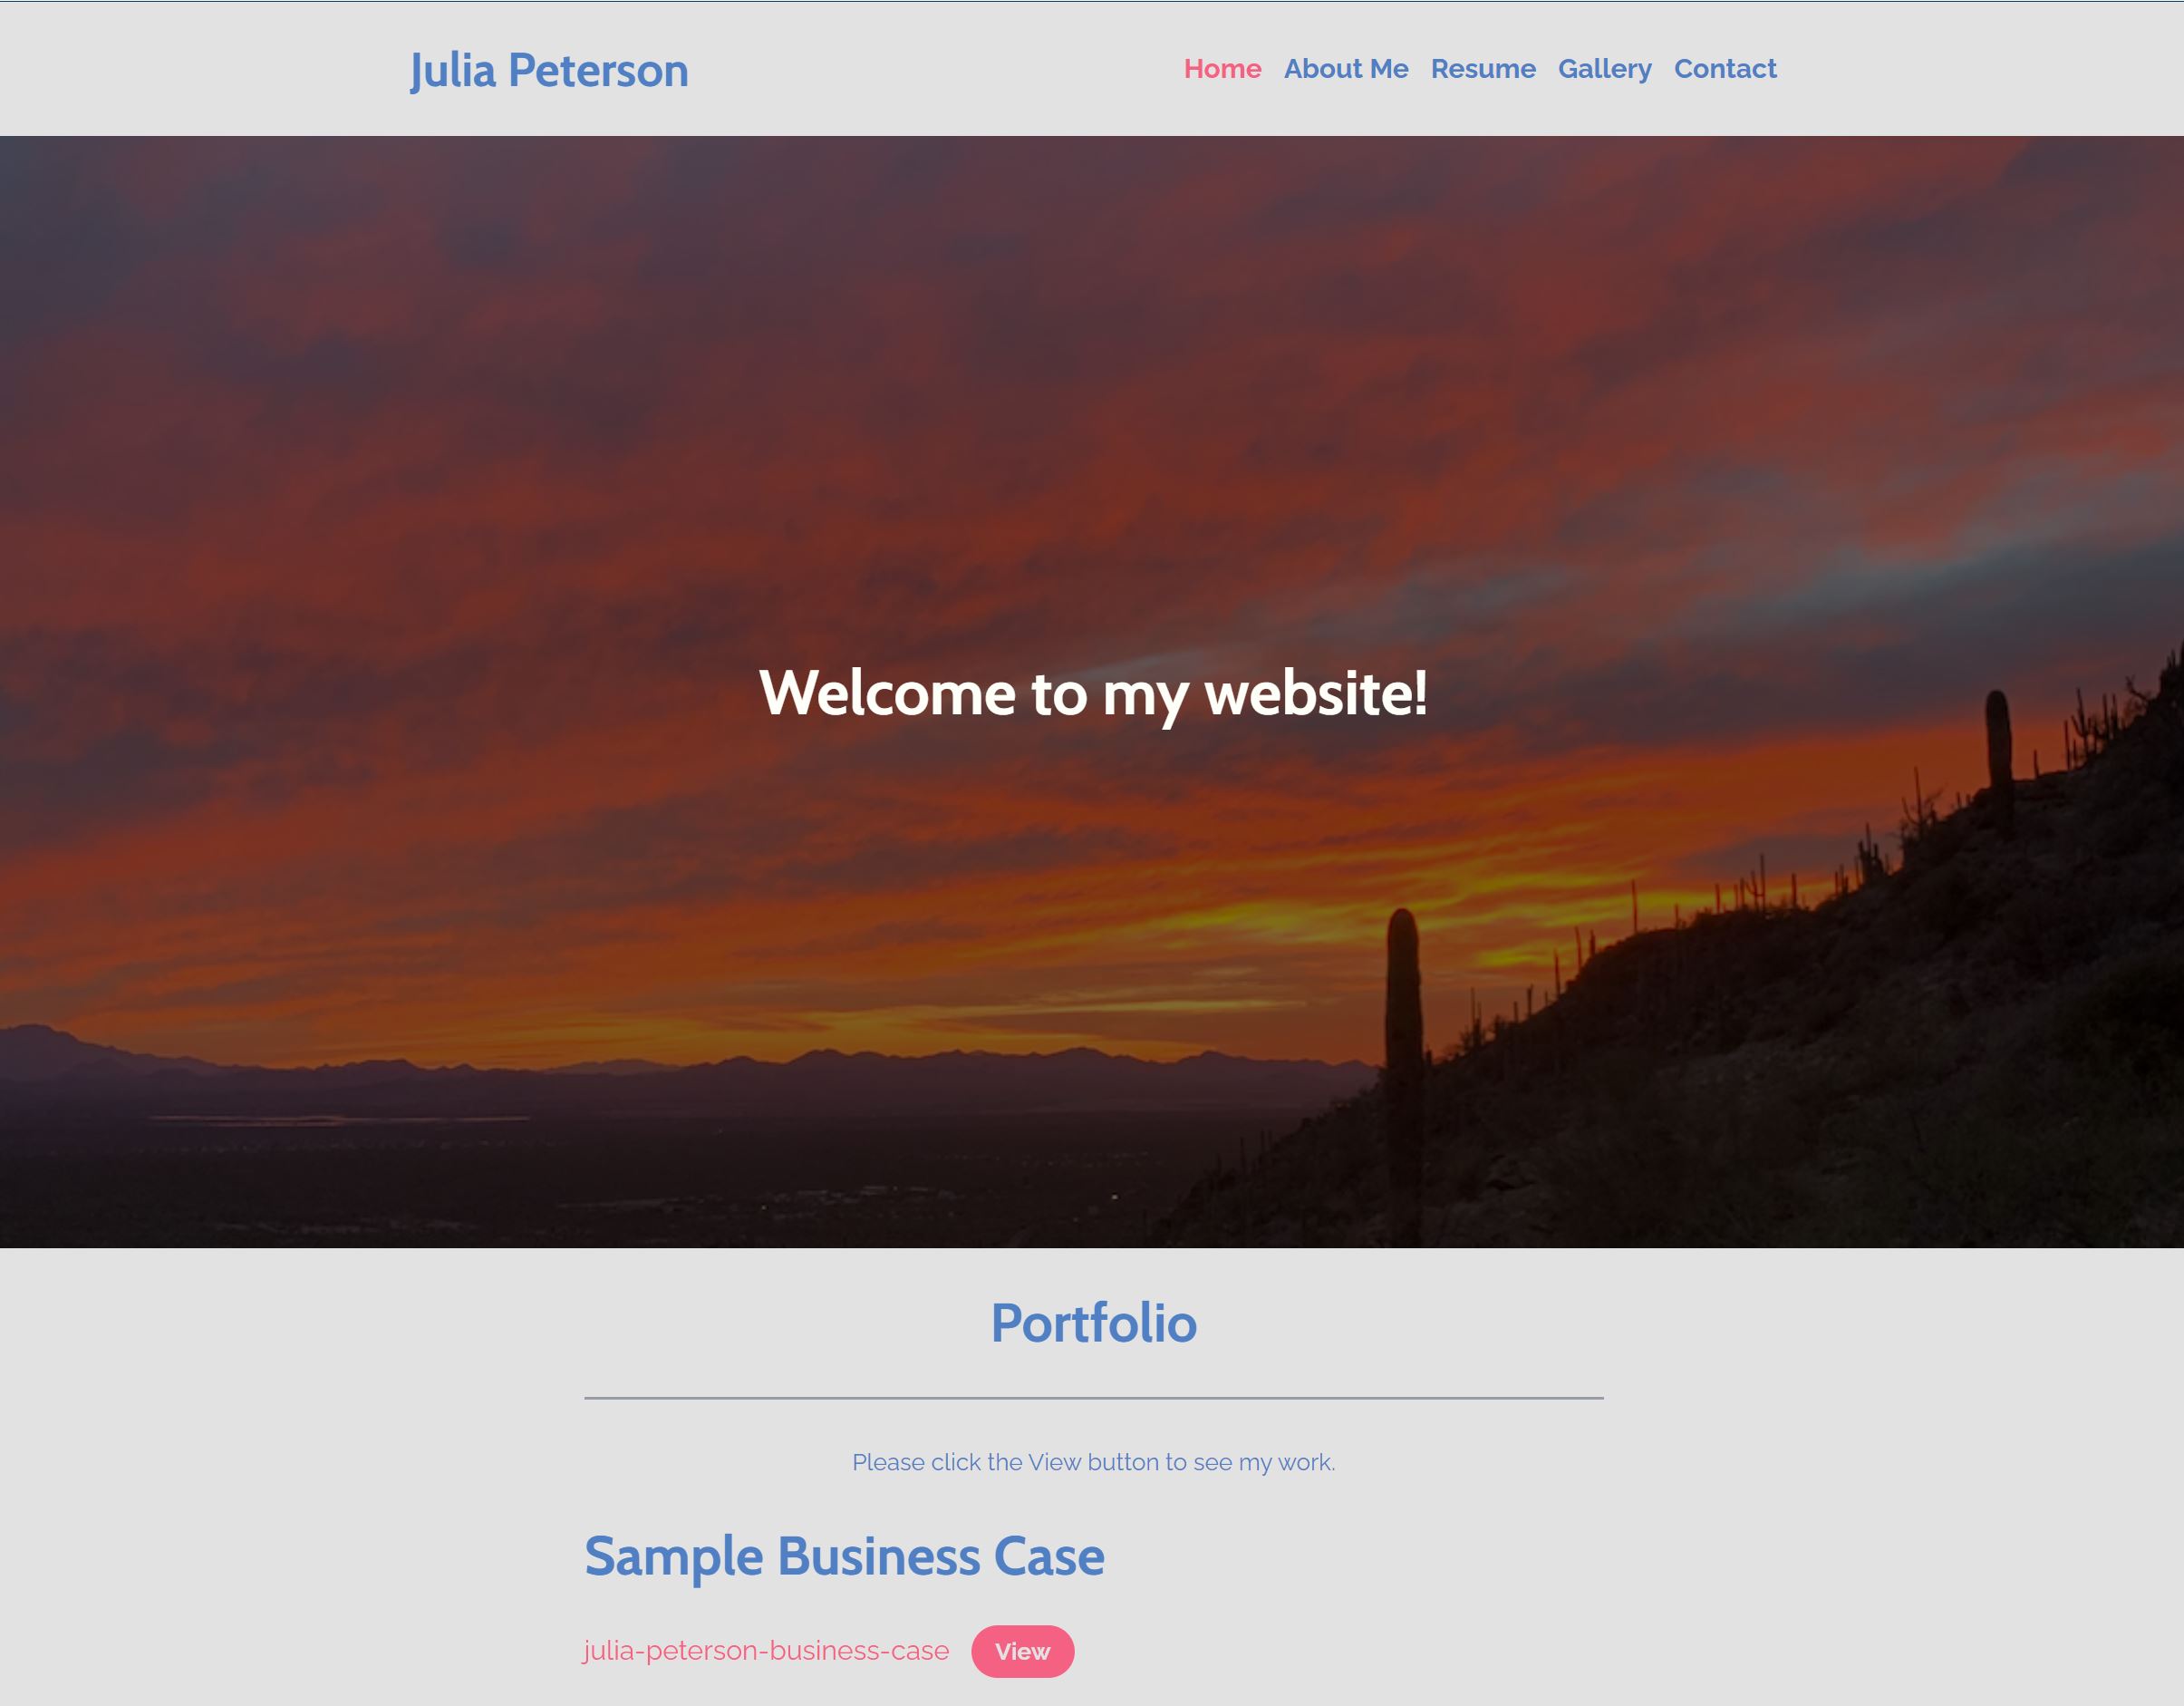 Julia Peterson
Home About Me Resume Gallery Contact
Welcome to my website!
Portfolio
Please click the View button to see my work.
Sample Business Case
julia-peterson-business-case View